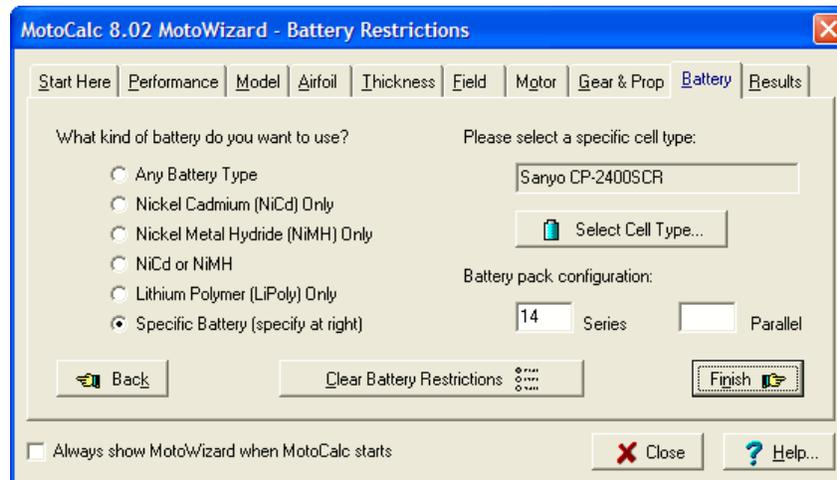 MotoCalc 8.02 MotoWizard - Battery Restrictions
Start Here Performance Model Airfoil Thickness Field Motor Gear & Prop Battery Results
What kind of battery do you want to use?
Any Battery Type
Nickel Cadmium (NiCd) Only
Nickel Metal Hydride (NiMH) Only
NiCd or NiMH
Lithium Polymer (LiPoly) Only
Specific Battery (specify at right)
Please select a specific cell type:
Sanyo CP-2400SCR
Select Cell Type...
Battery pack configuration:
14 Series Parallel
Back Clear Battery Restrictions Finish
Always show MotoWizard when MotoCalc starts Close Help...